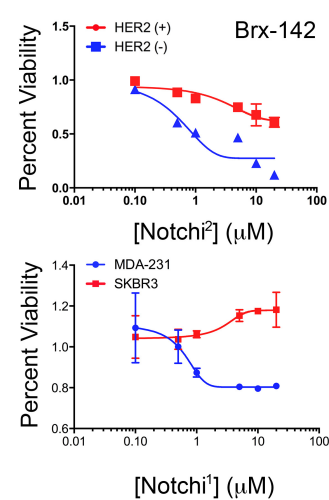 HER2 (+)
HER2 (-)
Brx-142
Percent Viability
1.5
1.0
0.5
0.0
0.01
0.10
1
10
100
[Notchi²] (μM)
MDA-231
SKBR3
Percent Viability
1.4
1.2
1.0
0.8
0.6
0.01
0.10
1
10
100
[Notchi¹] (μM)